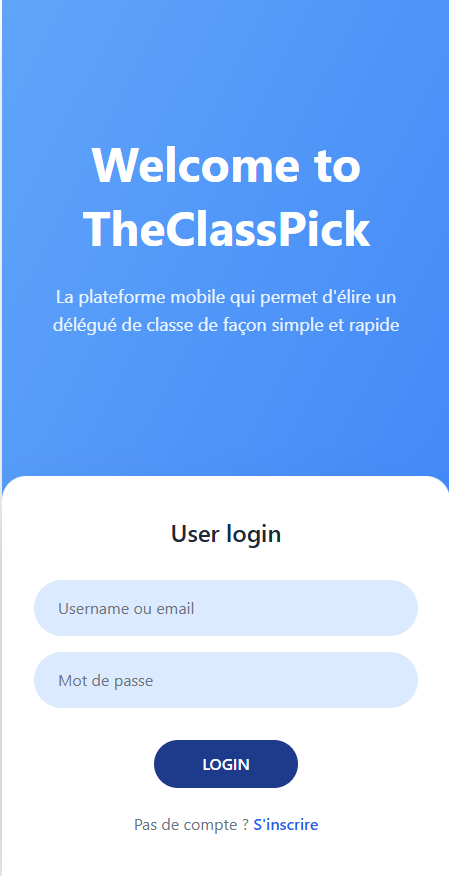 Welcome to
TheClassPick
La plateforme mobile qui permet d'élire un
délégué de classe de façon simple et rapide
User login
Username ou email
Mot de passe
LOGIN
Pas de compte ? S'inscrire